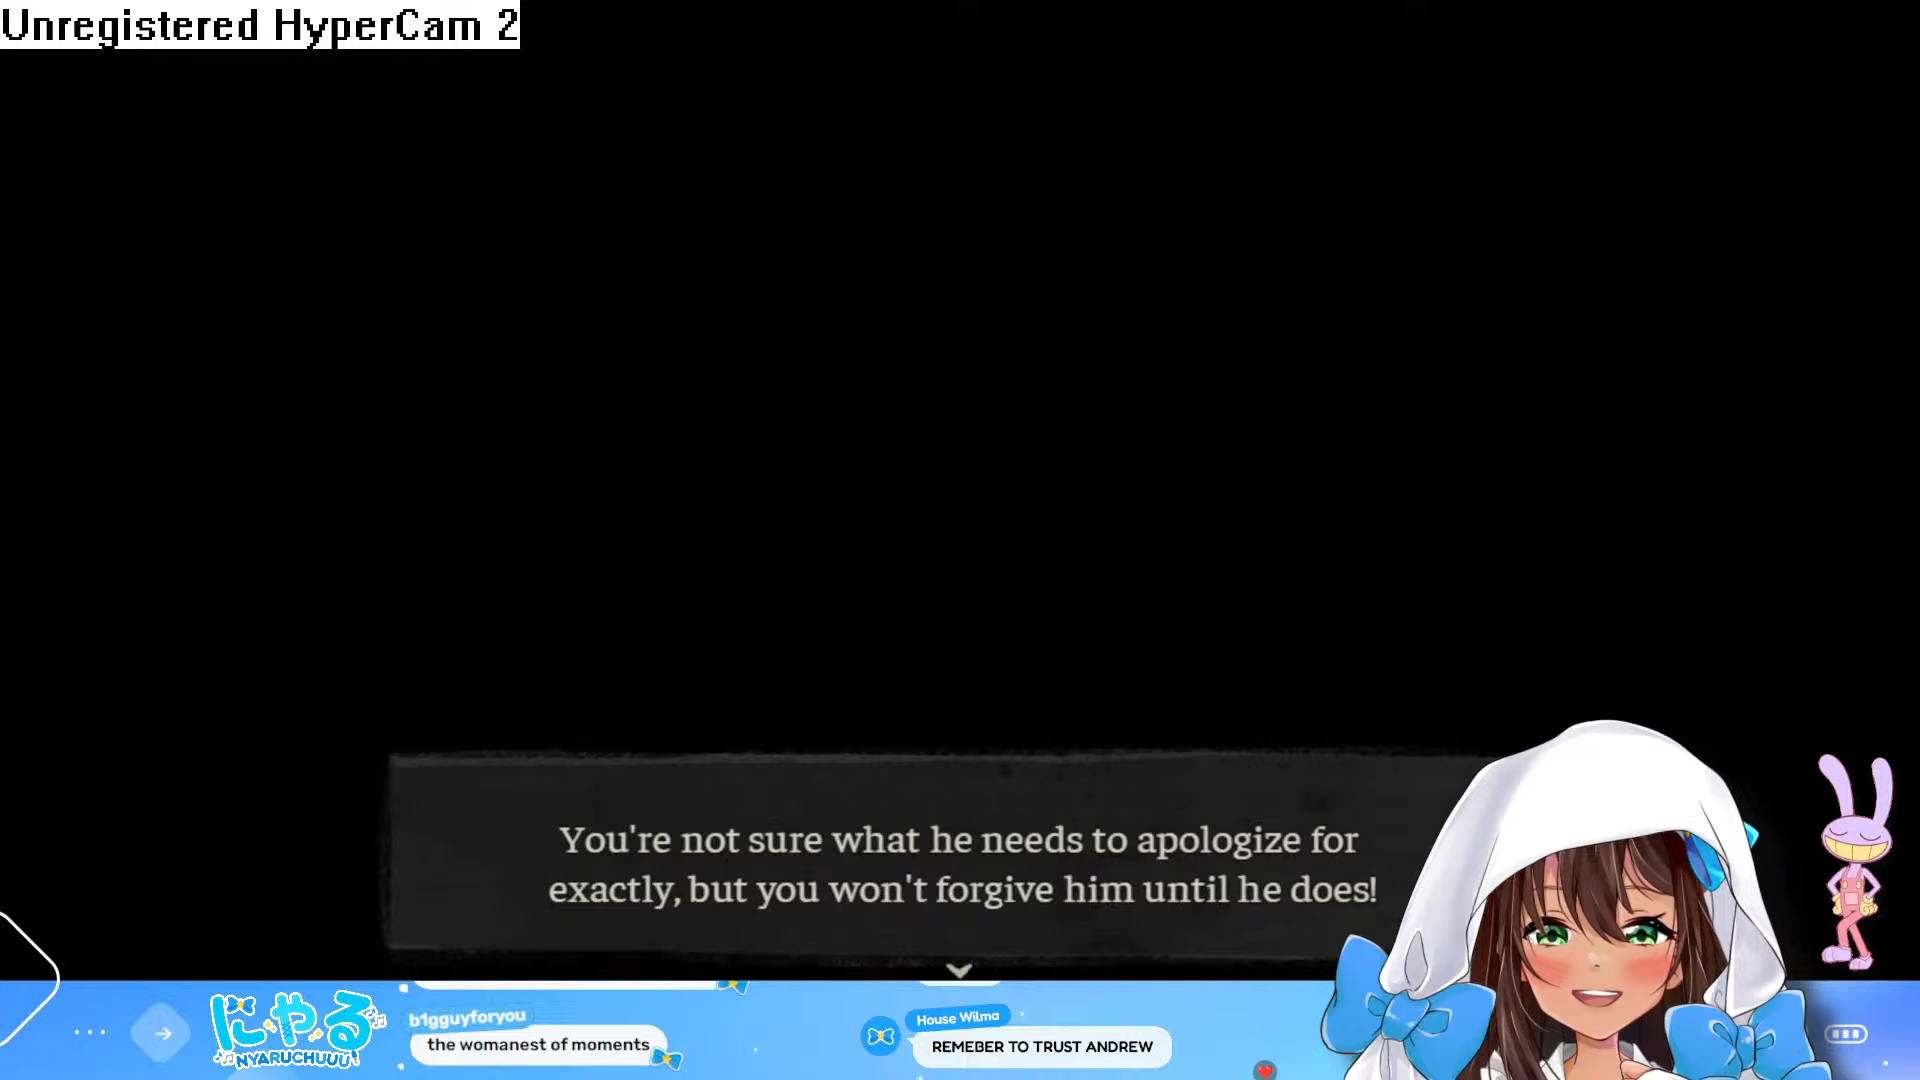 Unregistered HyperCam 2
You're not sure what he needs to apologize for
exactly, but you won't forgive him until he does!
にゃる
NYARUCHUUU
b1gguyforyou
the womanest of moments
House Wilma
REMEBER TO TRUST ANDREW